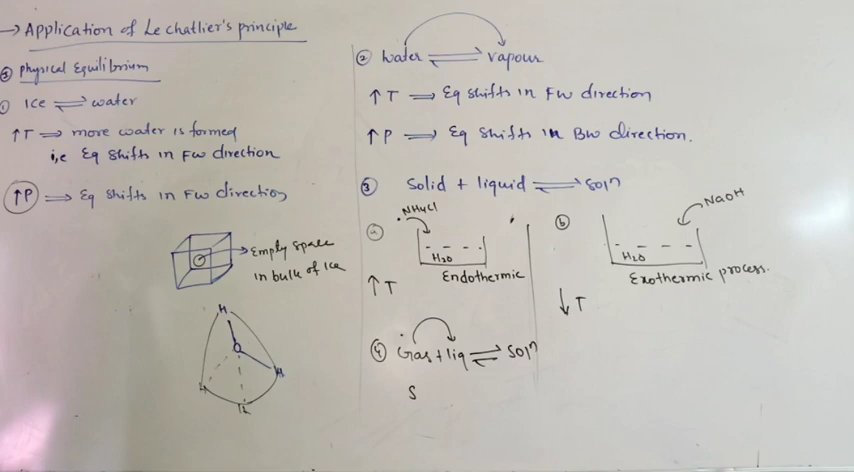 → Application of Le chatlier's principle
① Physical Equilibrium
① Ice ⇌ water
↑T ⇒ more water is formed
i,e Eq shifts in Fw direction
↑P ⇒ Eq shifts in Fw direction
Empty space
in bulk of Ice
H
O
H
H
H
② water ⇌ vapour
↑T ⇒ Eq shifts in Fw direction
↑P ⇒ Eq shifts in Bw direction.
③ Solid + liquid ⇌ Soln
a NH4Cl
H2O
Endothermic
↑T
b NaOH
H2O
Exothermic process.
↓T
④ Gas + liq ⇌ Soln
S